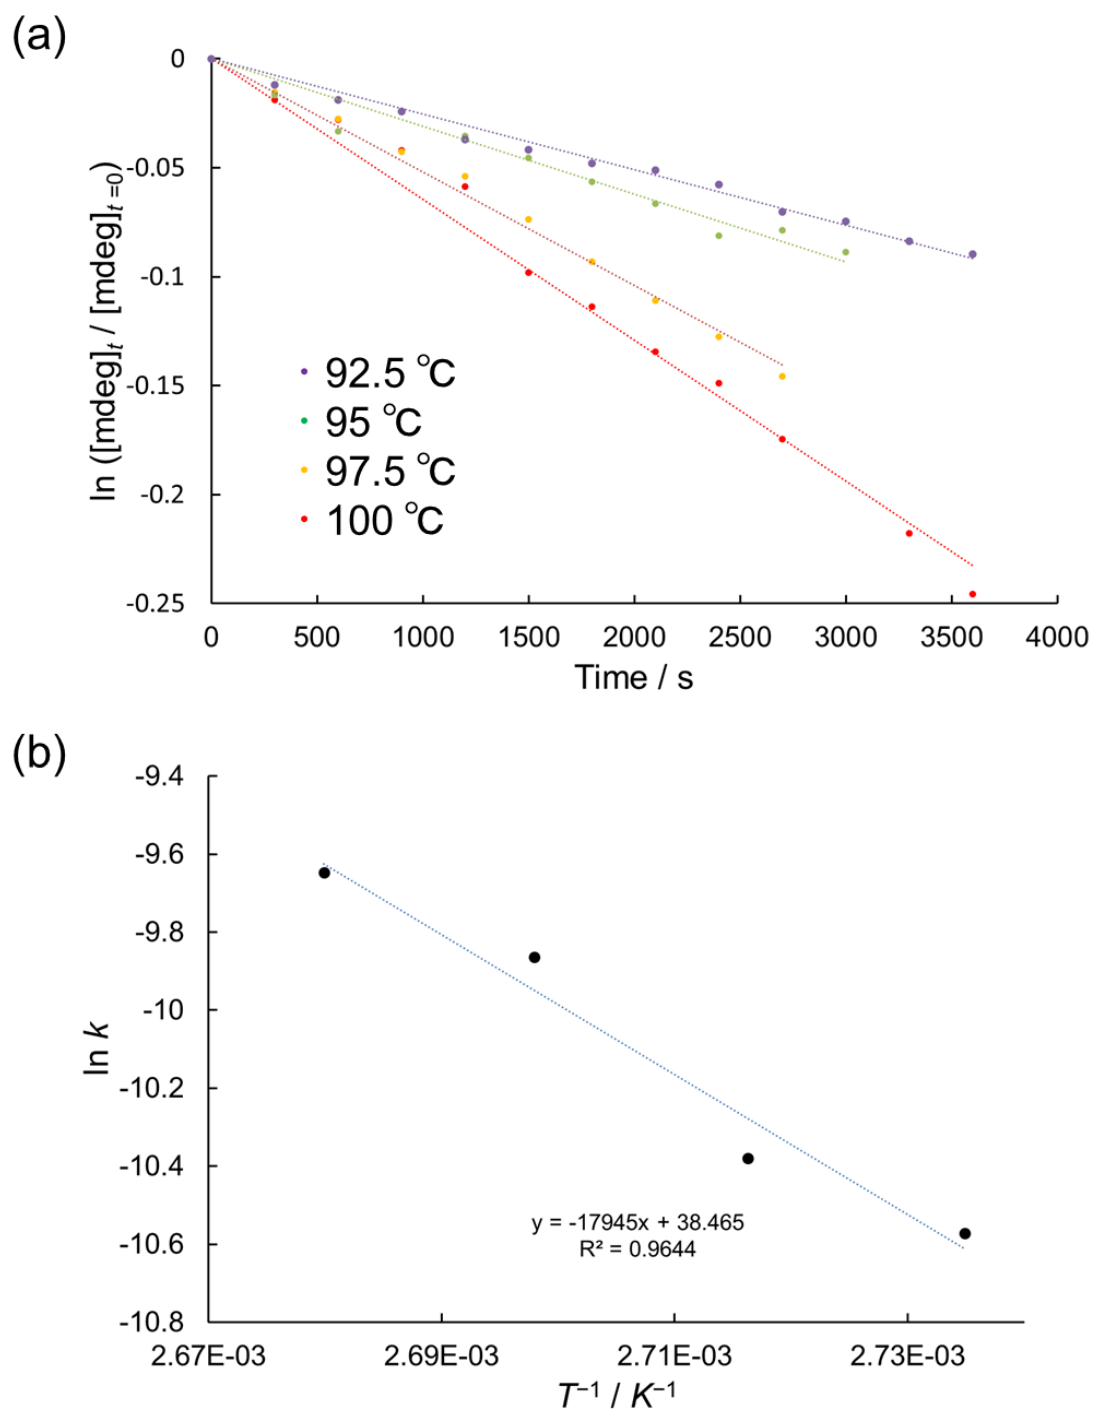 (a)
0
-0.05
-0.1
-0.15
-0.2
-0.25
ln ([mdeg]t / [mdeg]t =0)
92.5 ℃
95 ℃
97.5 ℃
100 ℃
0 500 1000 1500 2000 2500 3000 3500 4000
Time / s
(b)
-9.4
-9.6
-9.8
-10
-10.2
-10.4
-10.6
-10.8
ln k
y = -17945x + 38.465
R² = 0.9644
2.67E-03 2.69E-03 2.71E-03 2.73E-03
T⁻¹ / K⁻¹